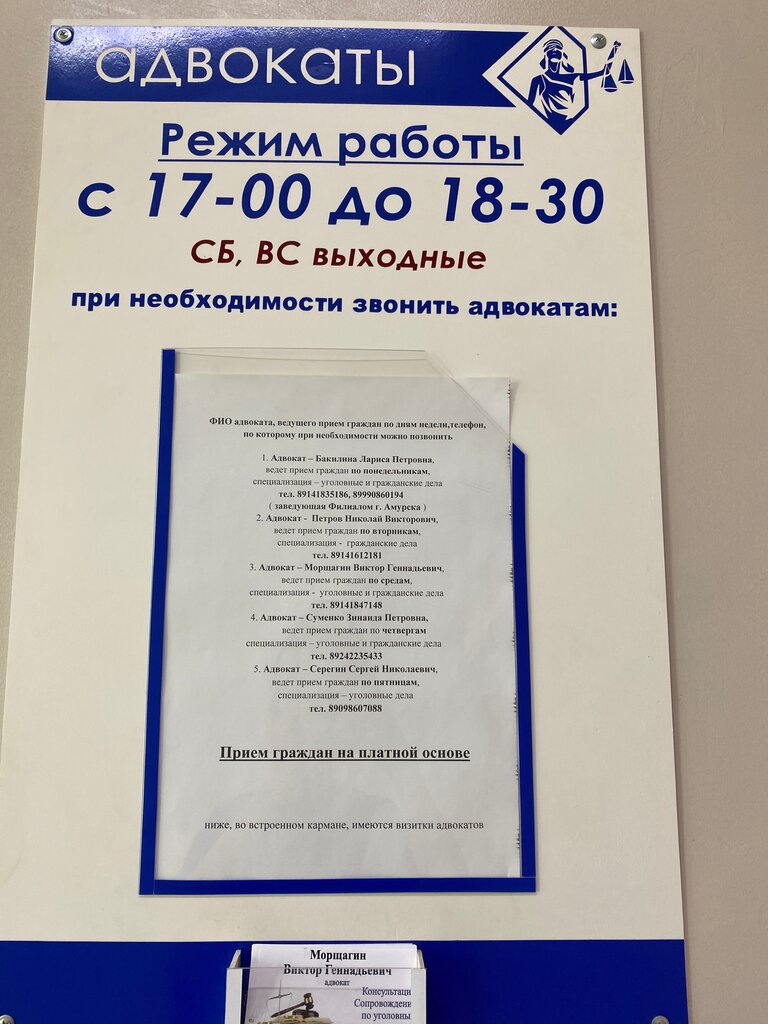 адвокаты
Режим работы
с 17-00 до 18-30
СБ, ВС выходные
при необходимости звонить адвокатам:
ФИО адвоката, ведущего прием граждан по дням недели,телефон,
по которому при необходимости можно позвонить
1. Адвокат – Бакилина Лариса Петровна,
ведет прием граждан по понедельникам,
специализация – уголовные и гражданские дела
тел. 89141835186, 89990860194
( заведующая Филиалом г. Амурска )
2. Адвокат - Петров Николай Викторович,
ведет прием граждан по вторникам,
специализация - гражданские дела
тел. 89141612181
3. Адвокат – Морщагин Виктор Геннадьевич,
ведет прием граждан по средам,
специализация - уголовные и гражданские дела
тел. 89141847148
4. Адвокат – Суменко Зинаида Петровна,
ведет прием граждан по четвергам
специализация – уголовные и гражданские дела
тел. 89242235433
5. Адвокат – Серегин Сергей Николаевич,
ведет прием граждан по пятницам,
специализация – уголовные дела
тел. 89098607088
Прием граждан на платной основе
ниже, во встроенном кармане, имеются визитки адвокатов
Морщагин
Виктор Геннадьевич
адвокат
Консультаци
Сопровождени
по уголовны